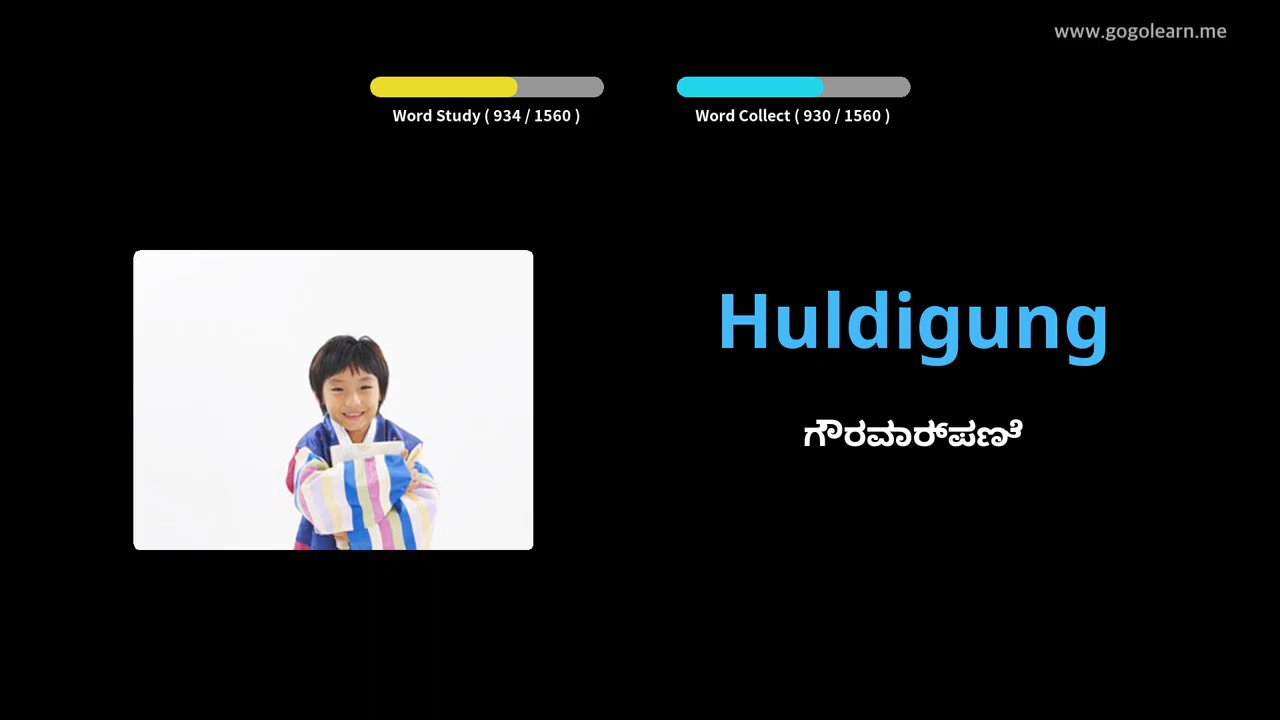 www.gogolearn.me
Word Study ( 934 / 1560 )
Word Collect ( 930 / 1560 )
Huldigung
ಗೌರವಾರ್ಪಣೆ